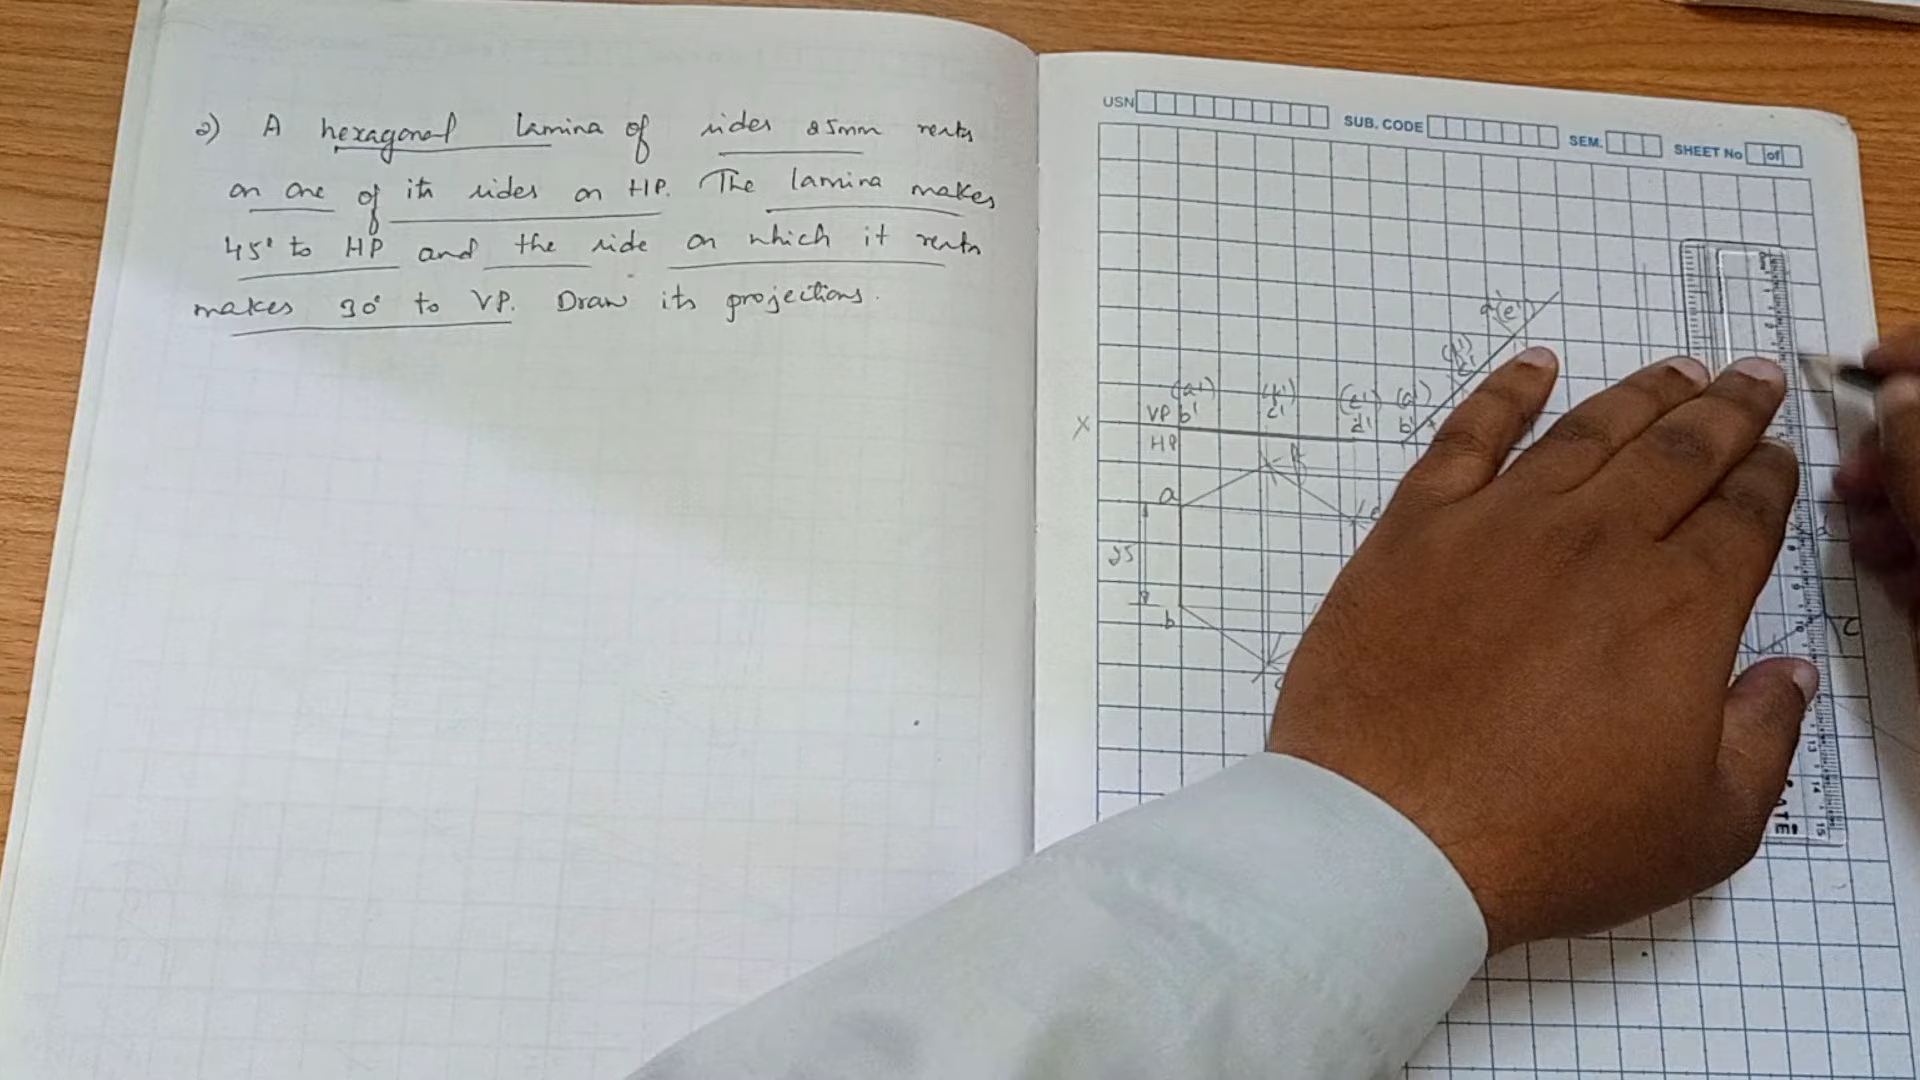 2) A hexagonal lamina of sides 25mm rests
on one of its sides on HP. The lamina makes
45° to HP and the side on which it rests
makes 30° to VP. Draw its projections.
USN
SUB. CODE
SEM.
SHEET No of
d'(e')
(f')
c'
(a') (f') (e') (a')
VP b' c' d' b'
X
HP
f
a
e
25
b
d
c
b